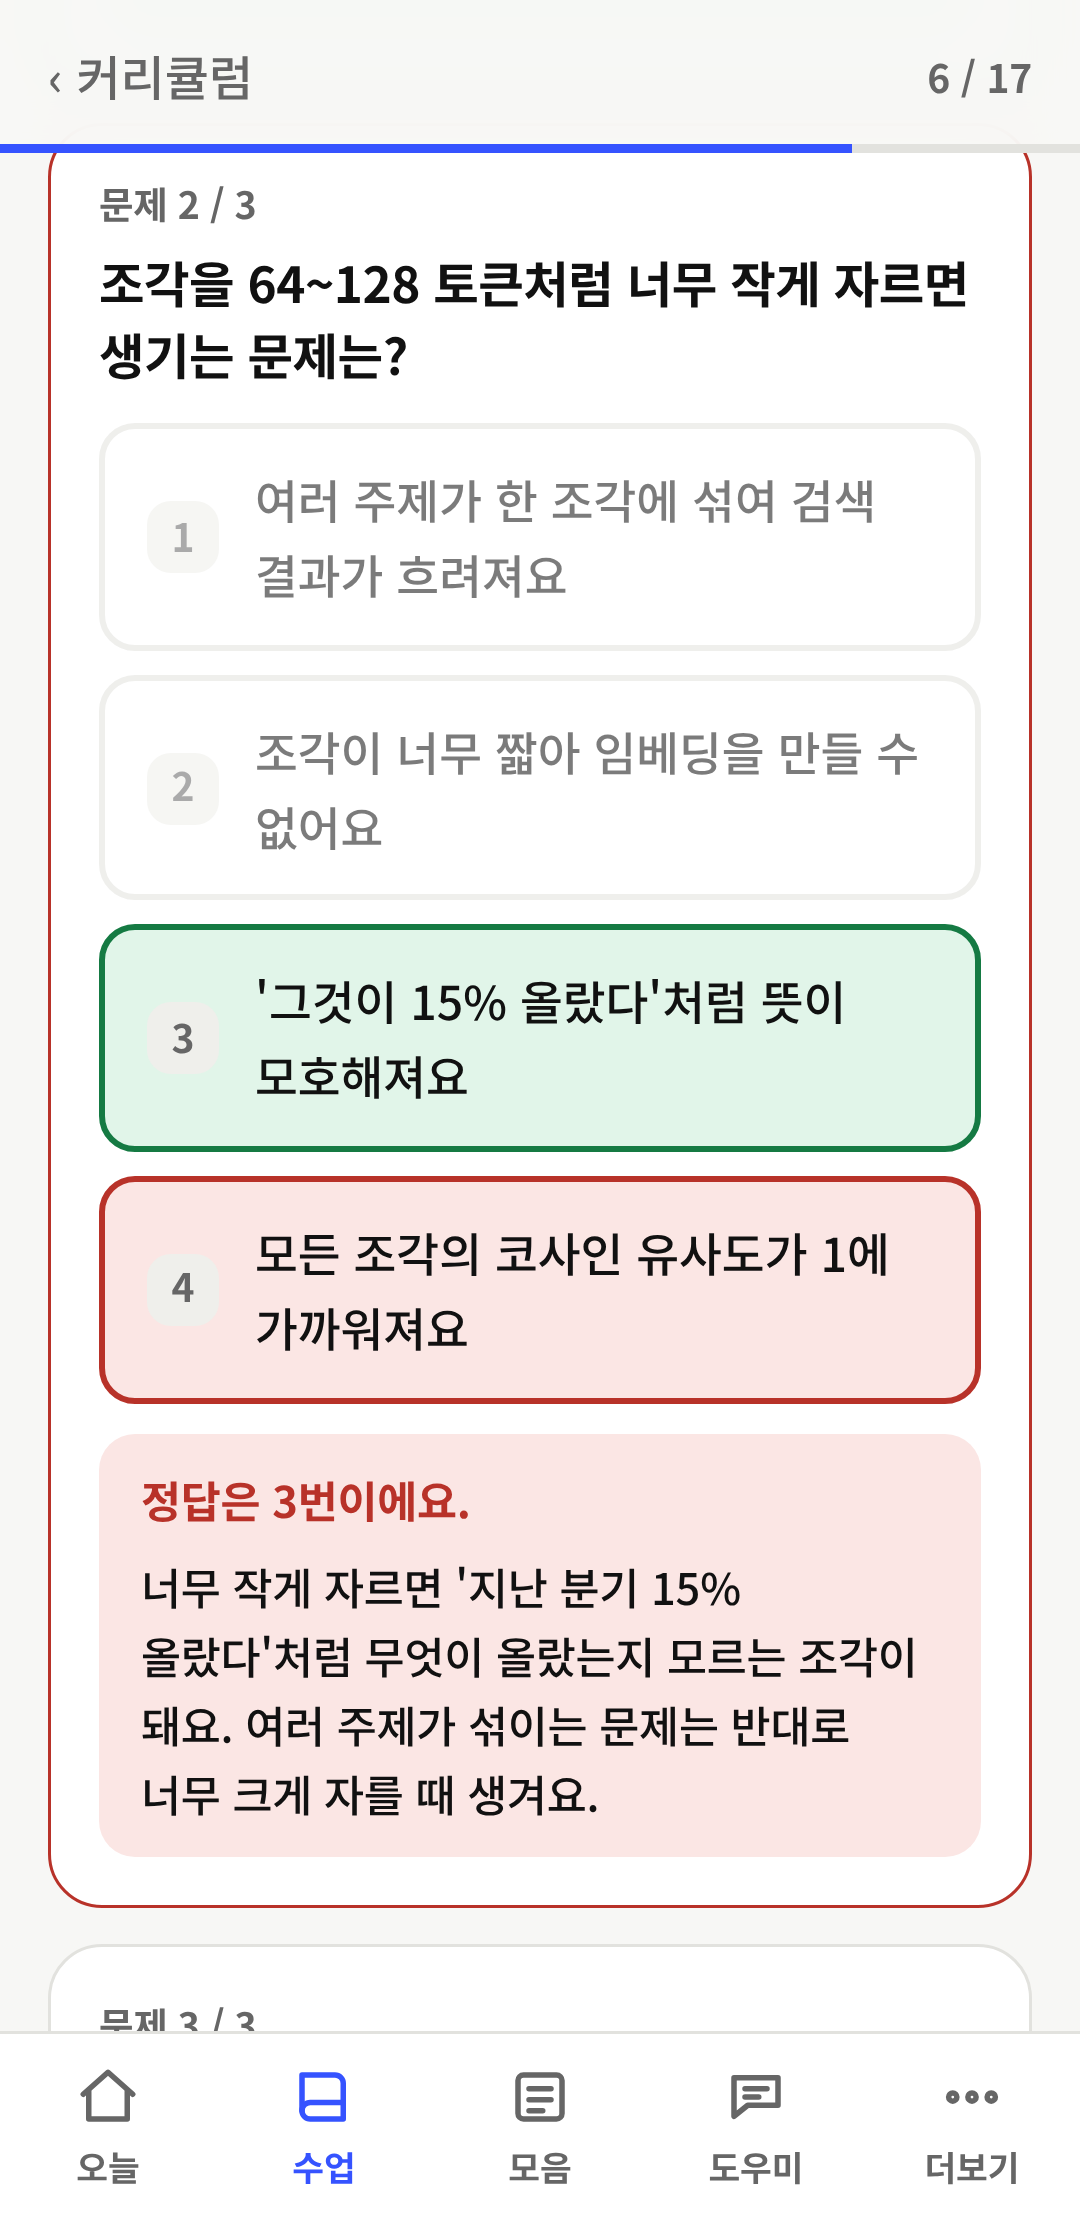 ‹ 커리큘럼
6 / 17
문제 2 / 3
조각을 64~128 토큰처럼 너무 작게 자르면
생기는 문제는?
1
여러 주제가 한 조각에 섞여 검색
결과가 흐려져요
2
조각이 너무 짧아 임베딩을 만들 수
없어요
3
'그것이 15% 올랐다'처럼 뜻이
모호해져요
4
모든 조각의 코사인 유사도가 1에
가까워져요
정답은 3번이에요.
너무 작게 자르면 '지난 분기 15%
올랐다'처럼 무엇이 올랐는지 모르는 조각이
돼요. 여러 주제가 섞이는 문제는 반대로
너무 크게 자를 때 생겨요.
문제 3 / 3
오늘
수업
모음
도우미
더보기